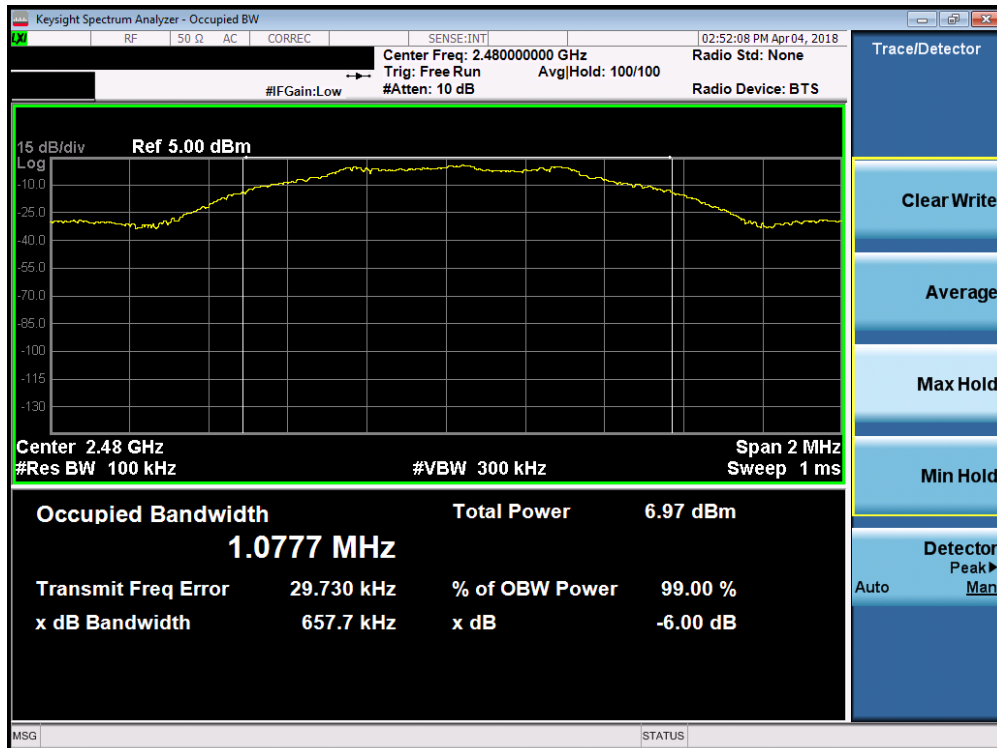 Keysight Spectrum Analyzer - Occupied BW
LXI RF 50 Ω AC CORREC SENSE:INT 02:52:08 PM Apr 04, 2018
Center Freq: 2.480000000 GHz Radio Std: None
Trig: Free Run Avg|Hold: 100/100
#IFGain:Low #Atten: 10 dB Radio Device: BTS
15 dB/div Ref 5.00 dBm
Log
-10.0
-25.0
-40.0
-55.0
-70.0
-85.0
-100
-115
-130
Center 2.48 GHz Span 2 MHz
#Res BW 100 kHz #VBW 300 kHz Sweep 1 ms
Occupied Bandwidth Total Power 6.97 dBm
1.0777 MHz
Transmit Freq Error 29.730 kHz % of OBW Power 99.00 %
x dB Bandwidth 657.7 kHz x dB -6.00 dB
MSG STATUS
Trace/Detector
Clear Write
Average
Max Hold
Min Hold
Detector
Peak▶
Auto Man